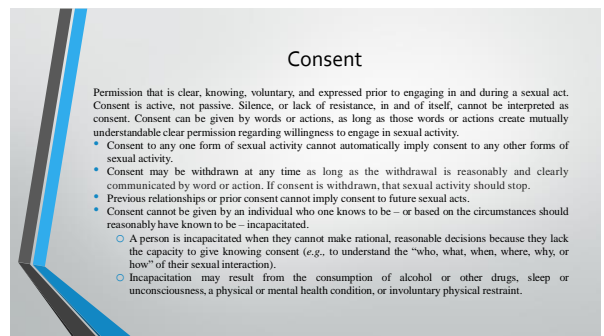 Consent
Permission that is clear, knowing, voluntary, and expressed prior to engaging in and during a sexual act.
Consent is active, not passive. Silence, or lack of resistance, in and of itself, cannot be interpreted as
consent. Consent can be given by words or actions, as long as those words or actions create mutually
understandable clear permission regarding willingness to engage in sexual activity.
• Consent to any one form of sexual activity cannot automatically imply consent to any other forms of
sexual activity.
• Consent may be withdrawn at any time as long as the withdrawal is reasonably and clearly
communicated by word or action. If consent is withdrawn, that sexual activity should stop.
• Previous relationships or prior consent cannot imply consent to future sexual acts.
• Consent cannot be given by an individual who one knows to be – or based on the circumstances should
reasonably have known to be – incapacitated.
o A person is incapacitated when they cannot make rational, reasonable decisions because they lack
the capacity to give knowing consent (e.g., to understand the “who, what, when, where, why, or
how” of their sexual interaction).
o Incapacitation may result from the consumption of alcohol or other drugs, sleep or
unconsciousness, a physical or mental health condition, or involuntary physical restraint.